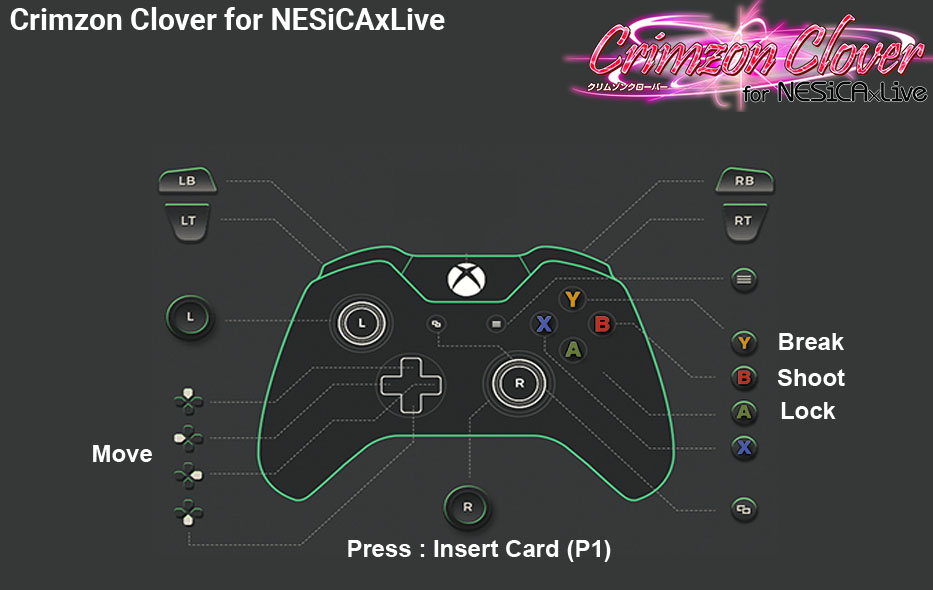 Crimzon Clover for NESiCAxLive
Crimzon Clover
クリムゾンクローバー
for NESiCAxLive
LB
RB
LT
RT
Y
L
L
X
B
A
Y Break
B Shoot
R
A Lock
X
Move
R
Press : Insert Card (P1)